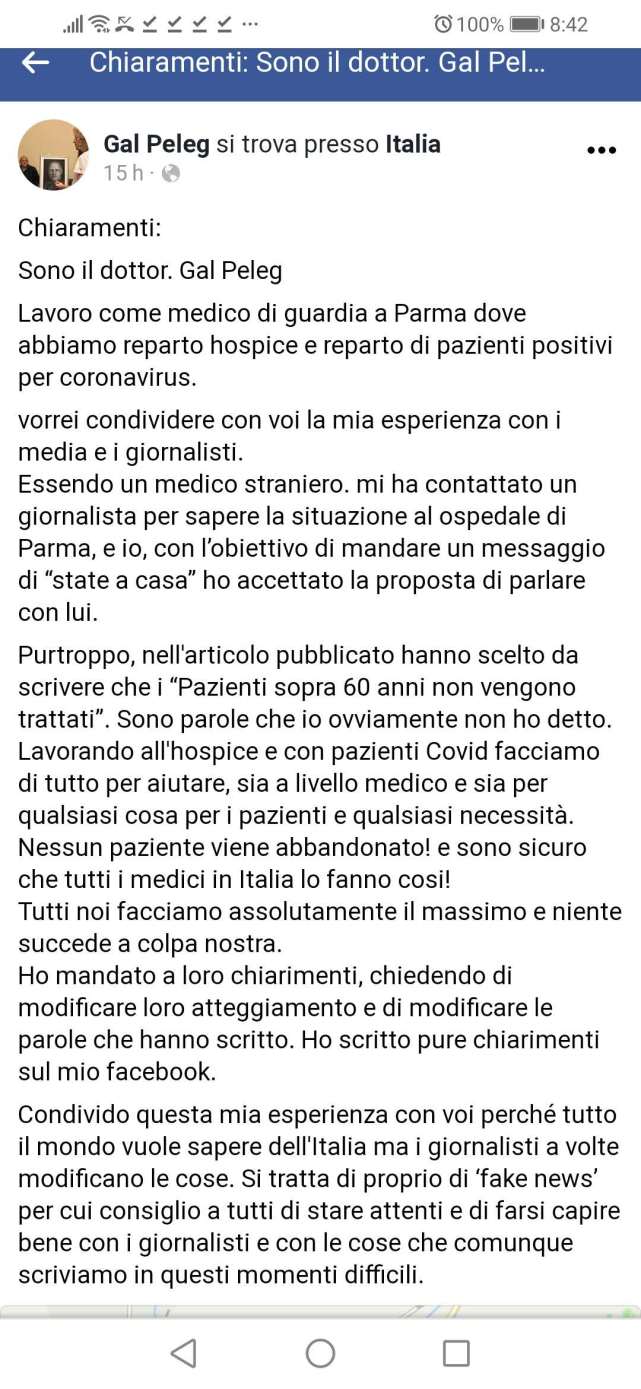 100% 8:42
Chiaramenti: Sono il dottor. Gal Pel...
Gal Peleg si trova presso Italia
15 h ·
Chiaramenti:
Sono il dottor. Gal Peleg
Lavoro come medico di guardia a Parma dove
abbiamo reparto hospice e reparto di pazienti positivi
per coronavirus.
vorrei condividere con voi la mia esperienza con i
media e i giornalisti.
Essendo un medico straniero. mi ha contattato un
giornalista per sapere la situazione al ospedale di
Parma, e io, con l'obiettivo di mandare un messaggio
di “state a casa” ho accettato la proposta di parlare
con lui.
Purtroppo, nell'articolo pubblicato hanno scelto da
scrivere che i “Pazienti sopra 60 anni non vengono
trattati”. Sono parole che io ovviamente non ho detto.
Lavorando all'hospice e con pazienti Covid facciamo
di tutto per aiutare, sia a livello medico e sia per
qualsiasi cosa per i pazienti e qualsiasi necessità.
Nessun paziente viene abbandonato! e sono sicuro
che tutti i medici in Italia lo fanno cosi!
Tutti noi facciamo assolutamente il massimo e niente
succede a colpa nostra.
Ho mandato a loro chiarimenti, chiedendo di
modificare loro atteggiamento e di modificare le
parole che hanno scritto. Ho scritto pure chiarimenti
sul mio facebook.
Condivido questa mia esperienza con voi perché tutto
il mondo vuole sapere dell'Italia ma i giornalisti a volte
modificano le cose. Si tratta di proprio di ‘fake news’
per cui consiglio a tutti di stare attenti e di farsi capire
bene con i giornalisti e con le cose che comunque
scriviamo in questi momenti difficili.